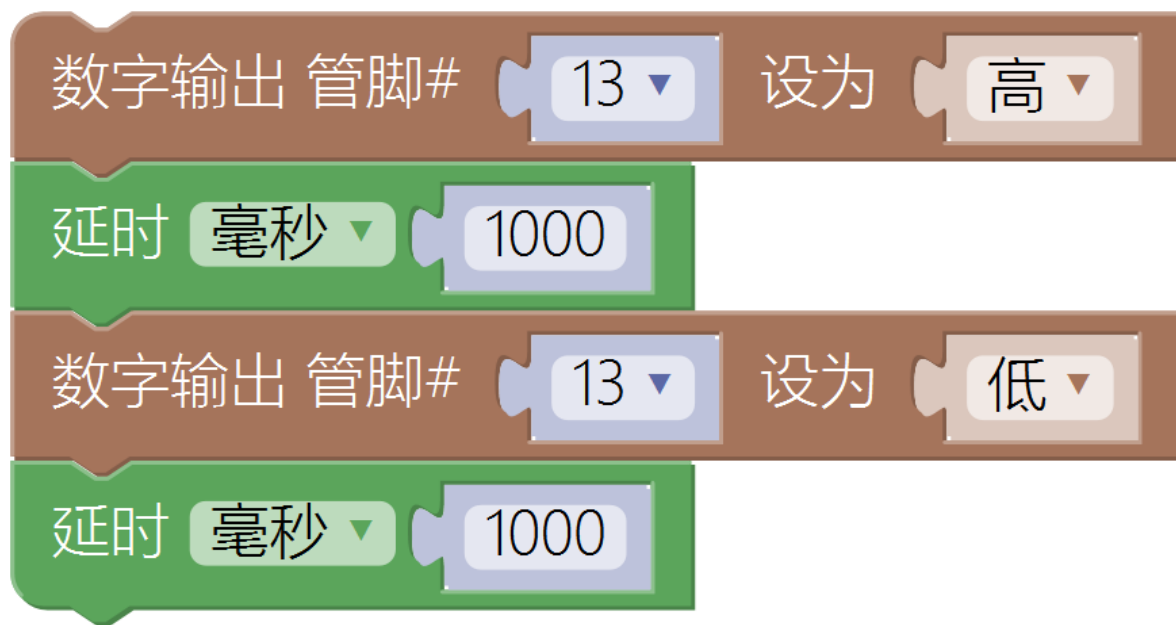 数字输出 管脚# 13 设为 高
延时 毫秒 1000
数字输出 管脚# 13 设为 低
延时 毫秒 1000